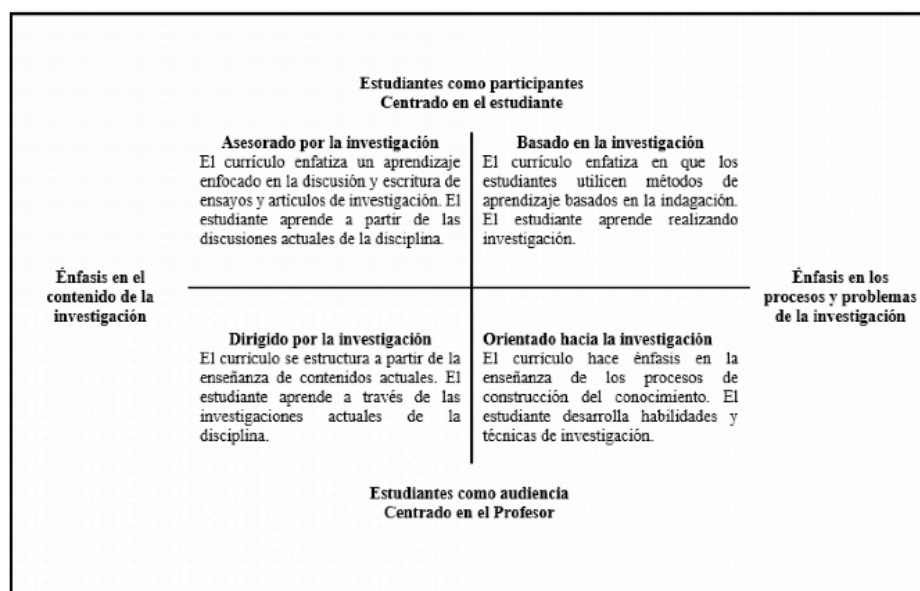 Estudiantes como participantes
Centrado en el estudiante
Asesorado por la investigación
El currículo enfatiza un aprendizaje
enfocado en la discusión y escritura de
ensayos y artículos de investigación. El
estudiante aprende a partir de las
discusiones actuales de la disciplina.
Basado en la investigación
El currículo enfatiza en que los
estudiantes utilicen métodos de
aprendizaje basados en la indagación.
El estudiante aprende realizando
investigación.
Énfasis en el
contenido de la
investigación
Énfasis en los
procesos y problemas
de la investigación
Dirigido por la investigación
El currículo se estructura a partir de la
enseñanza de contenidos actuales. El
estudiante aprende a través de las
investigaciones actuales de la
disciplina.
Orientado hacia la investigación
El currículo hace énfasis en la
enseñanza de los procesos de
construcción del conocimiento. El
estudiante desarrolla habilidades y
técnicas de investigación.
Estudiantes como audiencia
Centrado en el Profesor